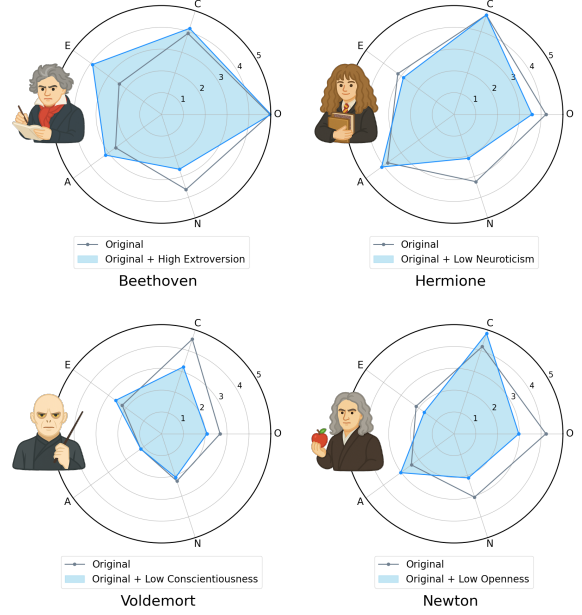 C
E
5
4
3
2
1
O
A
N
Original
Original + High Extroversion
Beethoven
C
E
5
4
3
2
1
O
A
N
Original
Original + Low Neuroticism
Hermione
C
E
5
4
3
2
1
O
A
N
Original
Original + Low Conscientiousness
Voldemort
C
E
5
4
3
2
1
O
A
N
Original
Original + Low Openness
Newton